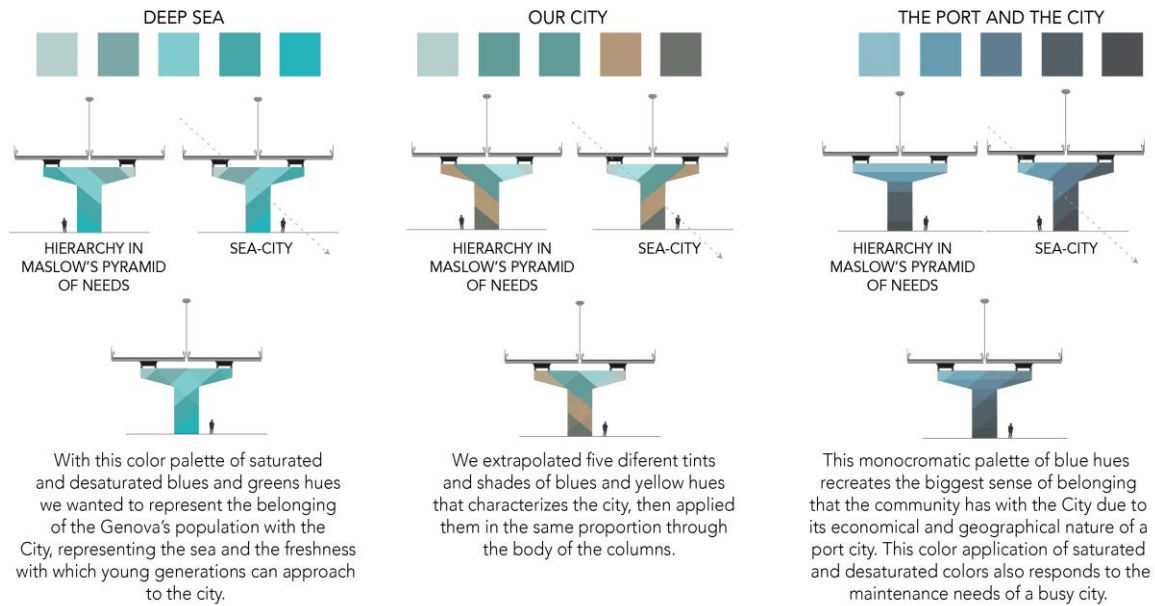 DEEP SEA
HIERARCHY IN
MASLOW'S PYRAMID
OF NEEDS
SEA-CITY
With this color palette of saturated
and desaturated blues and greens hues
we wanted to represent the belonging
of the Genova's population with the
City, representing the sea and the freshness
with which young generations can approach
to the city.
OUR CITY
HIERARCHY IN
MASLOW'S PYRAMID
OF NEEDS
SEA-CITY
We extrapolated five diferent tints
and shades of blues and yellow hues
that characterizes the city, then applied
them in the same proportion through
the body of the columns.
THE PORT AND THE CITY
HIERARCHY IN
MASLOW'S PYRAMID
OF NEEDS
SEA-CITY
This monocromatic palette of blue hues
recreates the biggest sense of belonging
that the community has with the City due to
its economical and geographical nature of a
port city. This color application of saturated
and desaturated colors also responds to the
maintenance needs of a busy city.